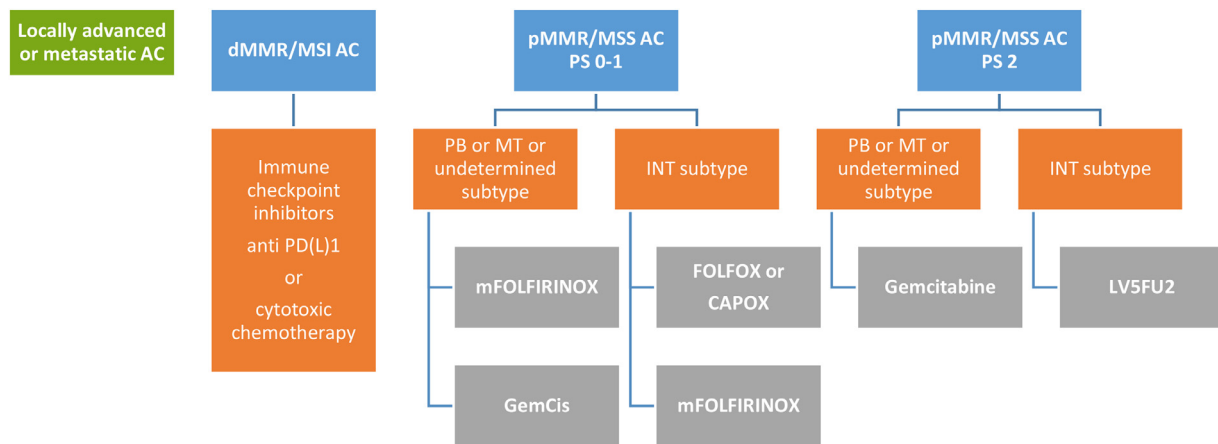 Locally advanced
or metastatic AC
dMMR/MSI AC
pMMR/MSS AC
PS 0-1
pMMR/MSS AC
PS 2
Immune
checkpoint
inhibitors
anti PD(L)1
or
cytotoxic
chemotherapy
PB or MT or
undetermined
subtype
INT subtype
PB or MT or
undetermined
subtype
INT subtype
mFOLFIRINOX
FOLFOX or
CAPOX
Gemcitabine
LV5FU2
GemCis
mFOLFIRINOX